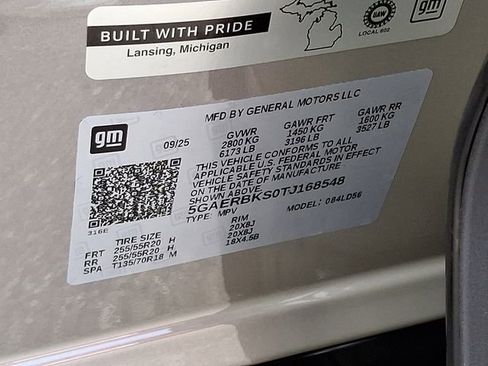 BUILT WITH PRIDE
Lansing, Michigan
UAW
LOCAL 602
gm
gm
09/25
MFD BY GENERAL MOTORS LLC
GVWR GAWR FRT GAWR RR
2800 KG 1450 KG 1600 KG
6173 LB 3196 LB 3527 LB
THIS VEHICLE CONFORMS TO ALL
APPLICABLE U.S. FEDERAL MOTOR
VEHICLE SAFETY STANDARDS IN EFFECT
ON THE DATE OF MANUFACTURE
5GAERBKS0TJ168548
TYPE: MPV MODEL: 084LD56
316E
TIRE SIZE RIM
FRT 255/55R20 H 20X8J
RR 255/55R20 H 20X8J
SPA T135/70R18 M 18X4.5B